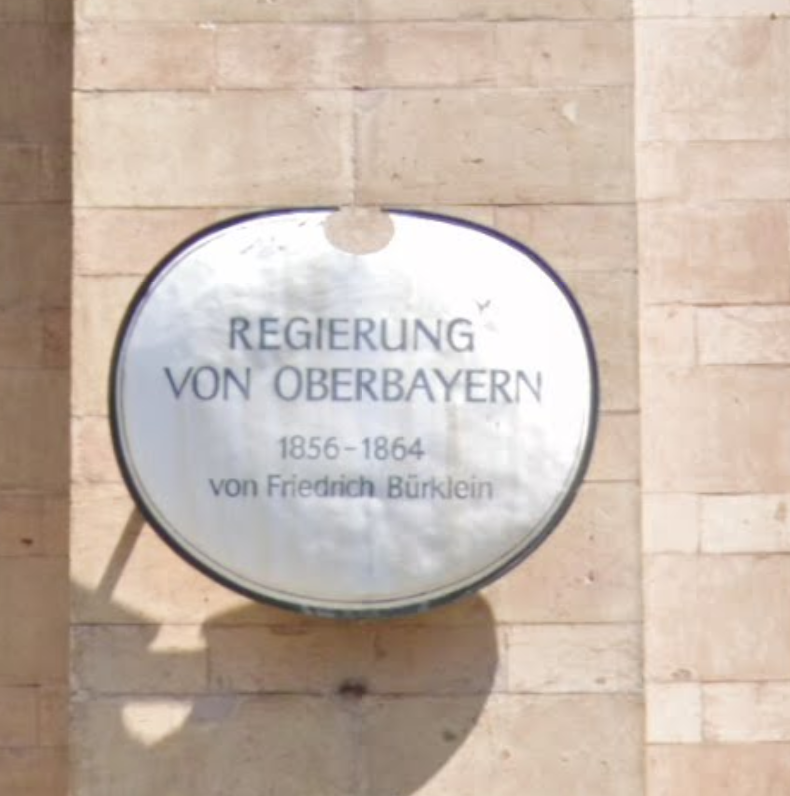 REGIERUNG
VON OBERBAYERN
1856-1864
von Friedrich Bürklein